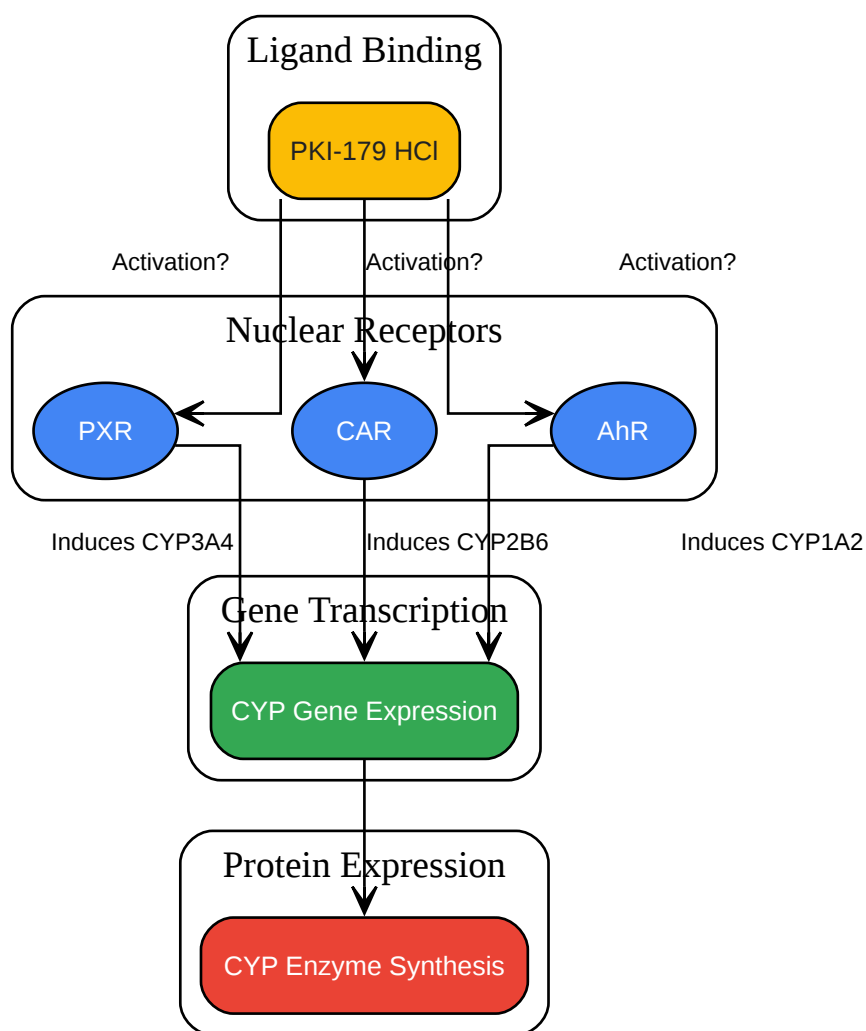 Ligand Binding
PKI-179 HCl
Activation?
Activation?
Activation?
Nuclear Receptors
PXR
CAR
AhR
Induces CYP3A4
Induces CYP2B6
Induces CYP1A2
Gene Transcription
CYP Gene Expression
Protein Expression
CYP Enzyme Synthesis